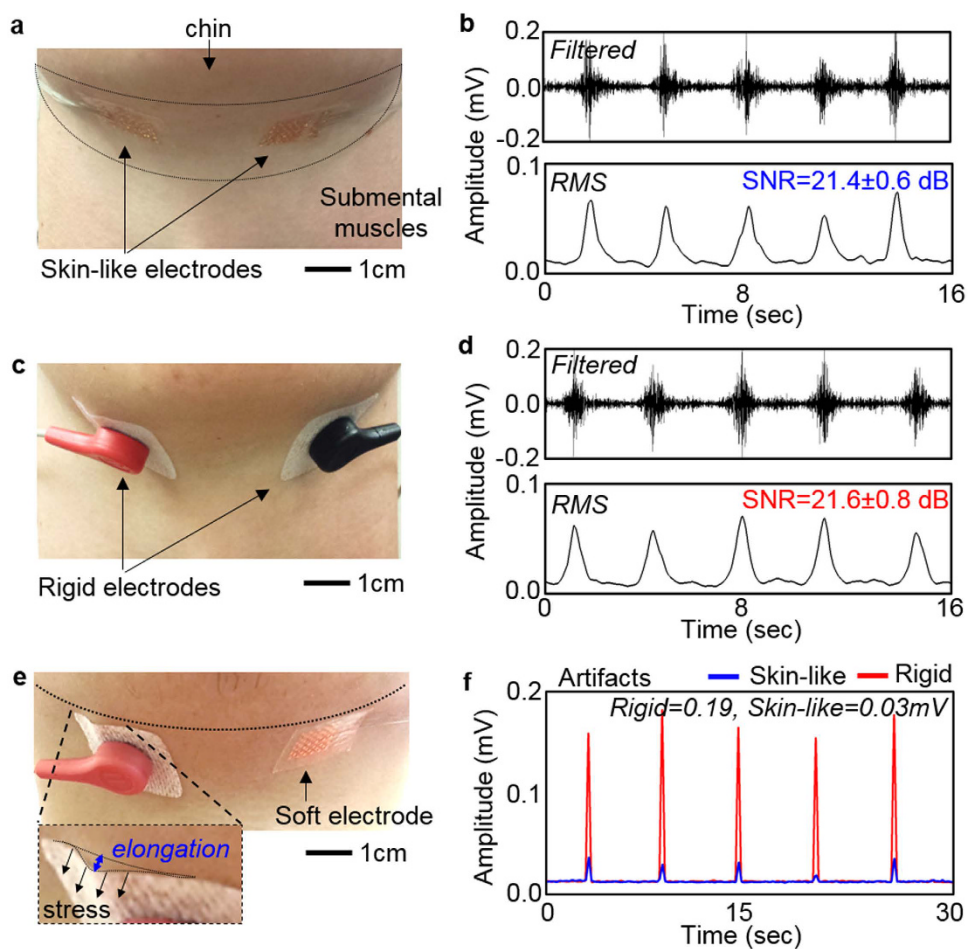 a
chin
Submental
muscles
Skin-like electrodes
1cm
b
Filtered
0.2
0.0
-0.2
Amplitude (mV)
RMS
SNR=21.4±0.6 dB
0.1
0.0
0
8
16
Time (sec)
c
Rigid electrodes
1cm
d
Filtered
0.2
0.0
-0.2
Amplitude (mV)
RMS
SNR=21.6±0.8 dB
0.1
0.0
0
8
16
Time (sec)
e
Soft electrode
1cm
elongation
stress
f
Artifacts
Skin-like
Rigid
Rigid=0.19, Skin-like=0.03mV
0.2
0.1
0.0
Amplitude (mV)
0
15
30
Time (sec)